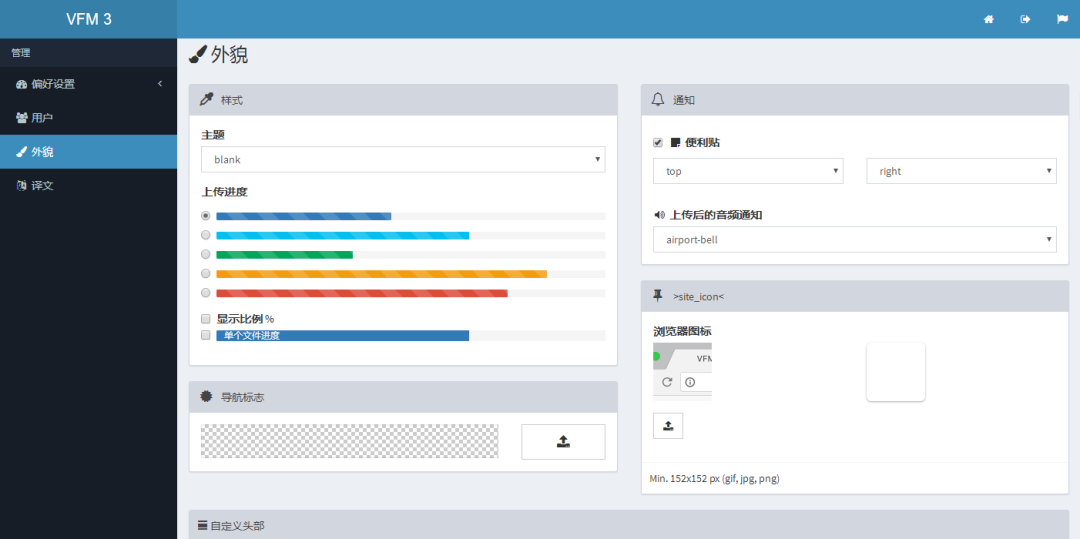 VFM 3
管理
偏好设置
用户
外貌
译文
外貌
样式
主题
blank
上传进度
显示比例 %
单个文件进度
导航标志
通知
便利贴
top
right
上传后的音频通知
airport-bell
>site_icon<
浏览器图标
VFM
Min. 152x152 px (gif, jpg, png)
自定义头部